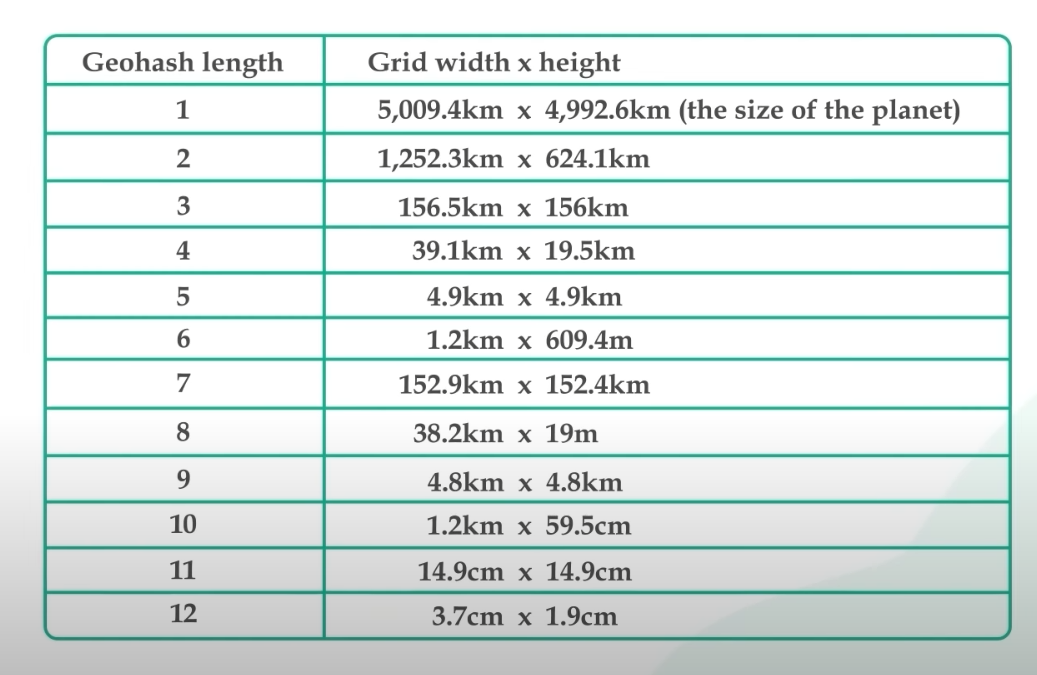 Geohash length Grid width x height
1 5,009.4km x 4,992.6km (the size of the planet)
2 1,252.3km x 624.1km
3 156.5km x 156km
4 39.1km x 19.5km
5 4.9km x 4.9km
6 1.2km x 609.4m
7 152.9km x 152.4km
8 38.2km x 19m
9 4.8km x 4.8km
10 1.2km x 59.5cm
11 14.9cm x 14.9cm
12 3.7cm x 1.9cm